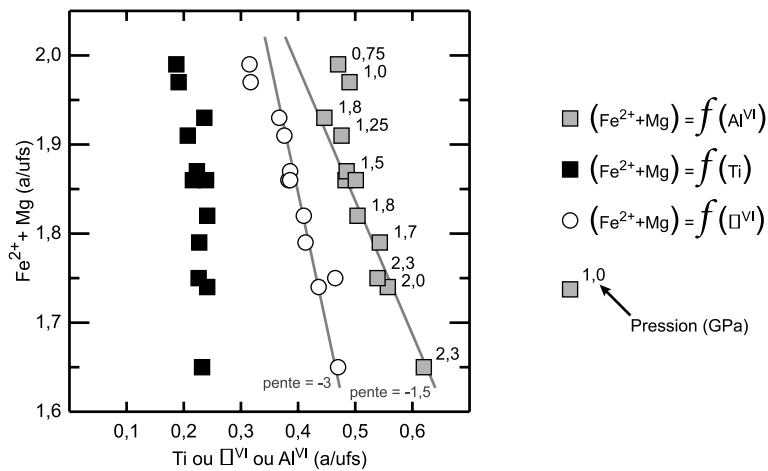 2,0
1,9
1,8
1,7
1,6
Fe²⁺+ Mg (a/ufs)
0,75
1,0
1,8
1,25
1,5
1,8
1,7
2,3
2,0
2,3
pente = -3
pente = -1,5
0,1 0,2 0,3 0,4 0,5 0,6
Ti ou □ⱽᴵ ou Alⱽᴵ (a/ufs)
(Fe²⁺+Mg) = f (Alⱽᴵ)
(Fe²⁺+Mg) = f (Ti)
(Fe²⁺+Mg) = f (□ⱽᴵ)
1,0
Pression (GPa)